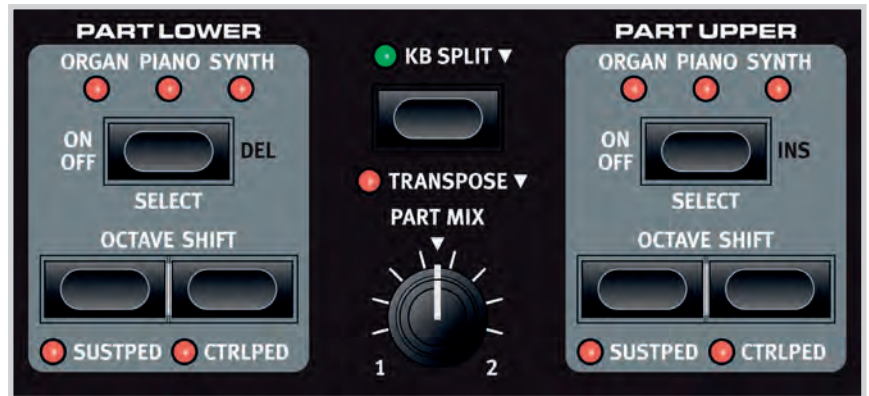 PART LOWER
ORGAN PIANO SYNTH
ON
OFF
DEL
SELECT
OCTAVE SHIFT
SUSTPED CTRLPED
KB SPLIT ▼
TRANSPOSE ▼
PART MIX
1 2
PART UPPER
ORGAN PIANO SYNTH
ON
OFF
INS
SELECT
OCTAVE SHIFT
SUSTPED CTRLPED